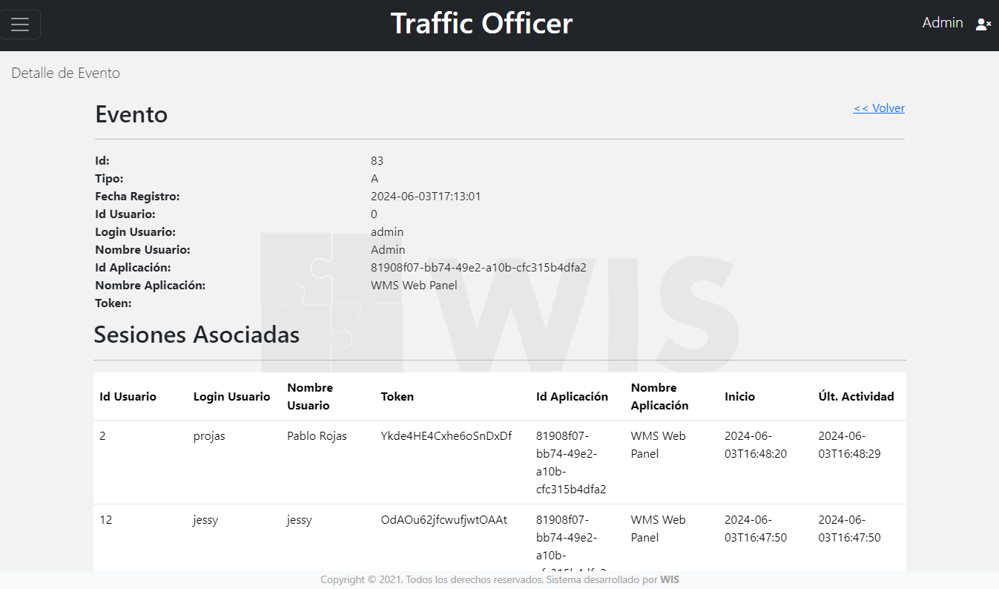 Traffic Officer
Admin
Detalle de Evento
Evento
<< Volver
Id: 83
Tipo: A
Fecha Registro: 2024-06-03T17:13:01
Id Usuario: 0
Login Usuario: admin
Nombre Usuario: Admin
Id Aplicación: 81908f07-bb74-49e2-a10b-cfc315b4dfa2
Nombre Aplicación: WMS Web Panel
Token:
WIS
Sesiones Asociadas
Id Usuario Login Usuario Nombre Usuario Token Id Aplicación Nombre Aplicación Inicio Últ. Actividad
2 projas Pablo Rojas Ykde4HE4Cxhe6oSnDxDf 81908f07-bb74-49e2-a10b-cfc315b4dfa2 WMS Web Panel 2024-06-03T16:48:20 2024-06-03T16:48:29
12 jessy jessy OdAOu62jfcwufjwtOAAt 81908f07-bb74-49e2-a10b- WMS Web Panel 2024-06-03T16:47:50 2024-06-03T16:47:50
Copyright © 2021. Todos los derechos reservados. Sistema desarrollado por WIS